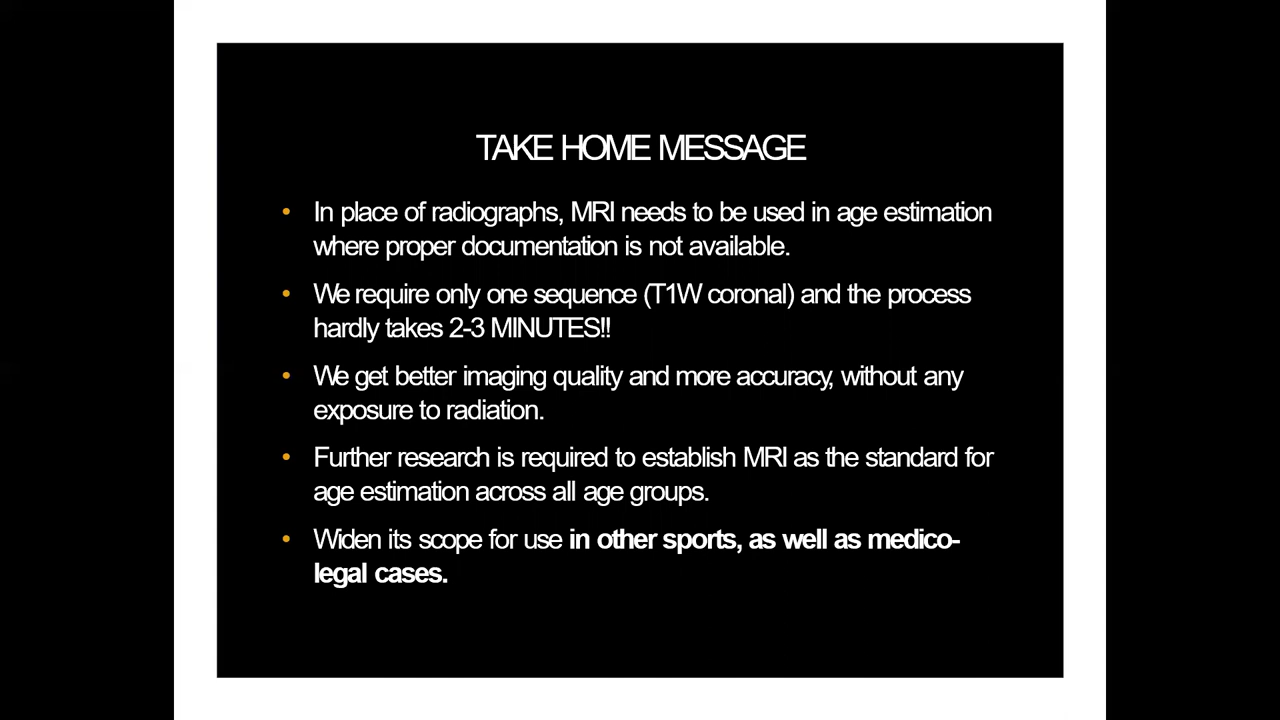 TAKE HOME MESSAGE
• In place of radiographs, MRI needs to be used in age estimation
where proper documentation is not available.
• We require only one sequence (T1W coronal) and the process
hardly takes 2-3 MINUTES!!
• We get better imaging quality and more accuracy, without any
exposure to radiation.
• Further research is required to establish MRI as the standard for
age estimation across all age groups.
• Widen its scope for use in other sports, as well as medico-
legal cases.